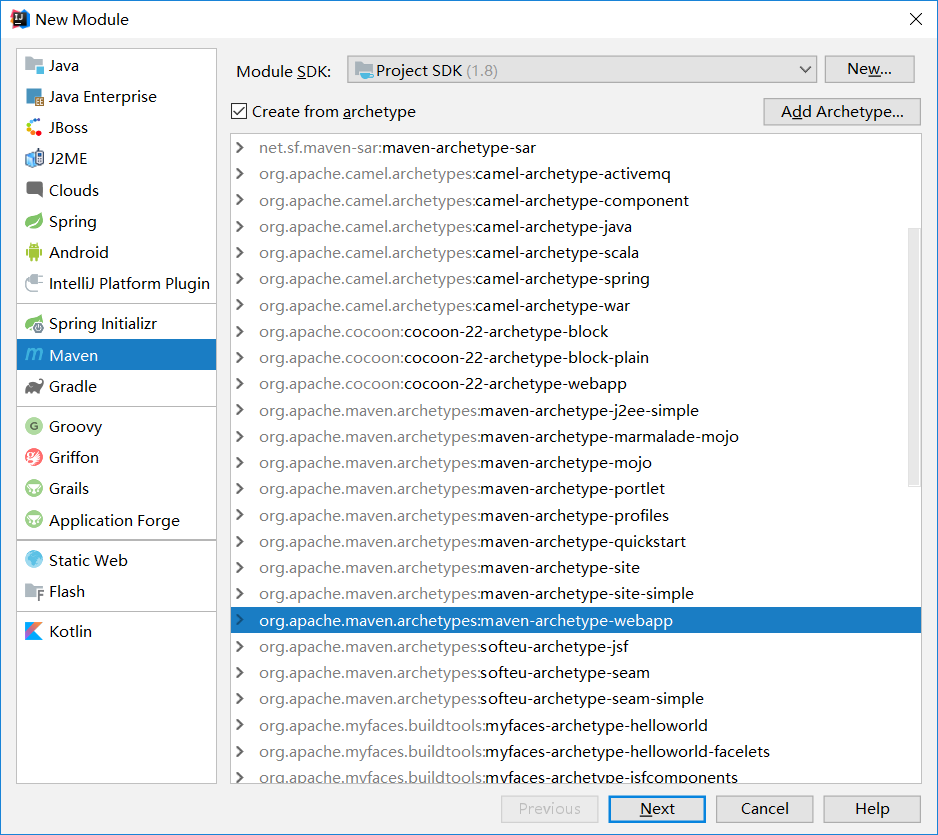 New Module
Java
Java Enterprise
JBoss
J2ME
Clouds
Spring
Android
IntelliJ Platform Plugin
Spring Initializr
Maven
Gradle
Groovy
Griffon
Grails
Application Forge
Static Web
Flash
Kotlin
Module SDK: Project SDK (1.8) New...
Create from archetype Add Archetype...
net.sf.maven-sar:maven-archetype-sar
org.apache.camel.archetypes:camel-archetype-activemq
org.apache.camel.archetypes:camel-archetype-component
org.apache.camel.archetypes:camel-archetype-java
org.apache.camel.archetypes:camel-archetype-scala
org.apache.camel.archetypes:camel-archetype-spring
org.apache.camel.archetypes:camel-archetype-war
org.apache.cocoon:cocoon-22-archetype-block
org.apache.cocoon:cocoon-22-archetype-block-plain
org.apache.cocoon:cocoon-22-archetype-webapp
org.apache.maven.archetypes:maven-archetype-j2ee-simple
org.apache.maven.archetypes:maven-archetype-marmalade-mojo
org.apache.maven.archetypes:maven-archetype-mojo
org.apache.maven.archetypes:maven-archetype-portlet
org.apache.maven.archetypes:maven-archetype-profiles
org.apache.maven.archetypes:maven-archetype-quickstart
org.apache.maven.archetypes:maven-archetype-site
org.apache.maven.archetypes:maven-archetype-site-simple
org.apache.maven.archetypes:maven-archetype-webapp
org.apache.maven.archetypes:softeu-archetype-jsf
org.apache.maven.archetypes:softeu-archetype-seam
org.apache.maven.archetypes:softeu-archetype-seam-simple
org.apache.myfaces.buildtools:myfaces-archetype-helloworld
org.apache.myfaces.buildtools:myfaces-archetype-helloworld-facelets
org.apache.myfaces.buildtools:myfaces-archetype-jsfcomponents
Previous Next Cancel Help